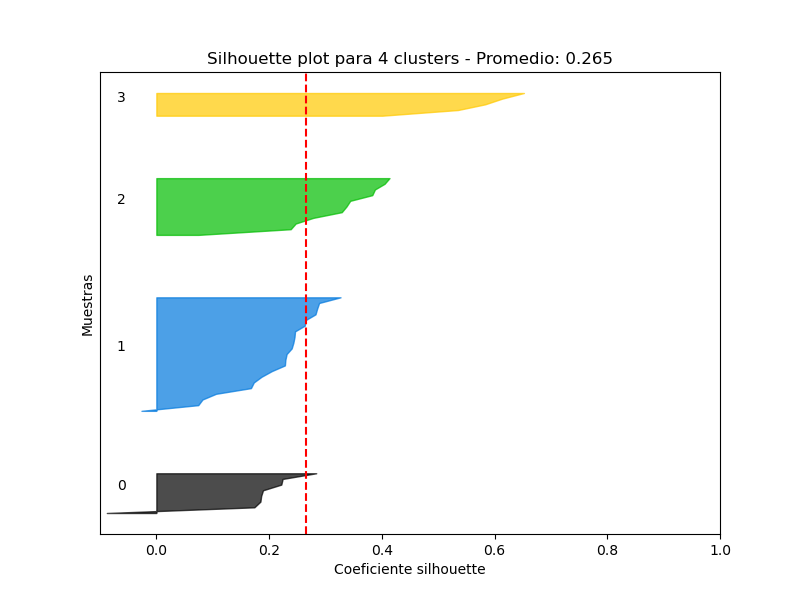 Silhouette plot para 4 clusters - Promedio: 0.265
3
2
1
0
Muestras
0.0 0.2 0.4 0.6 0.8 1.0
Coeficiente silhouette